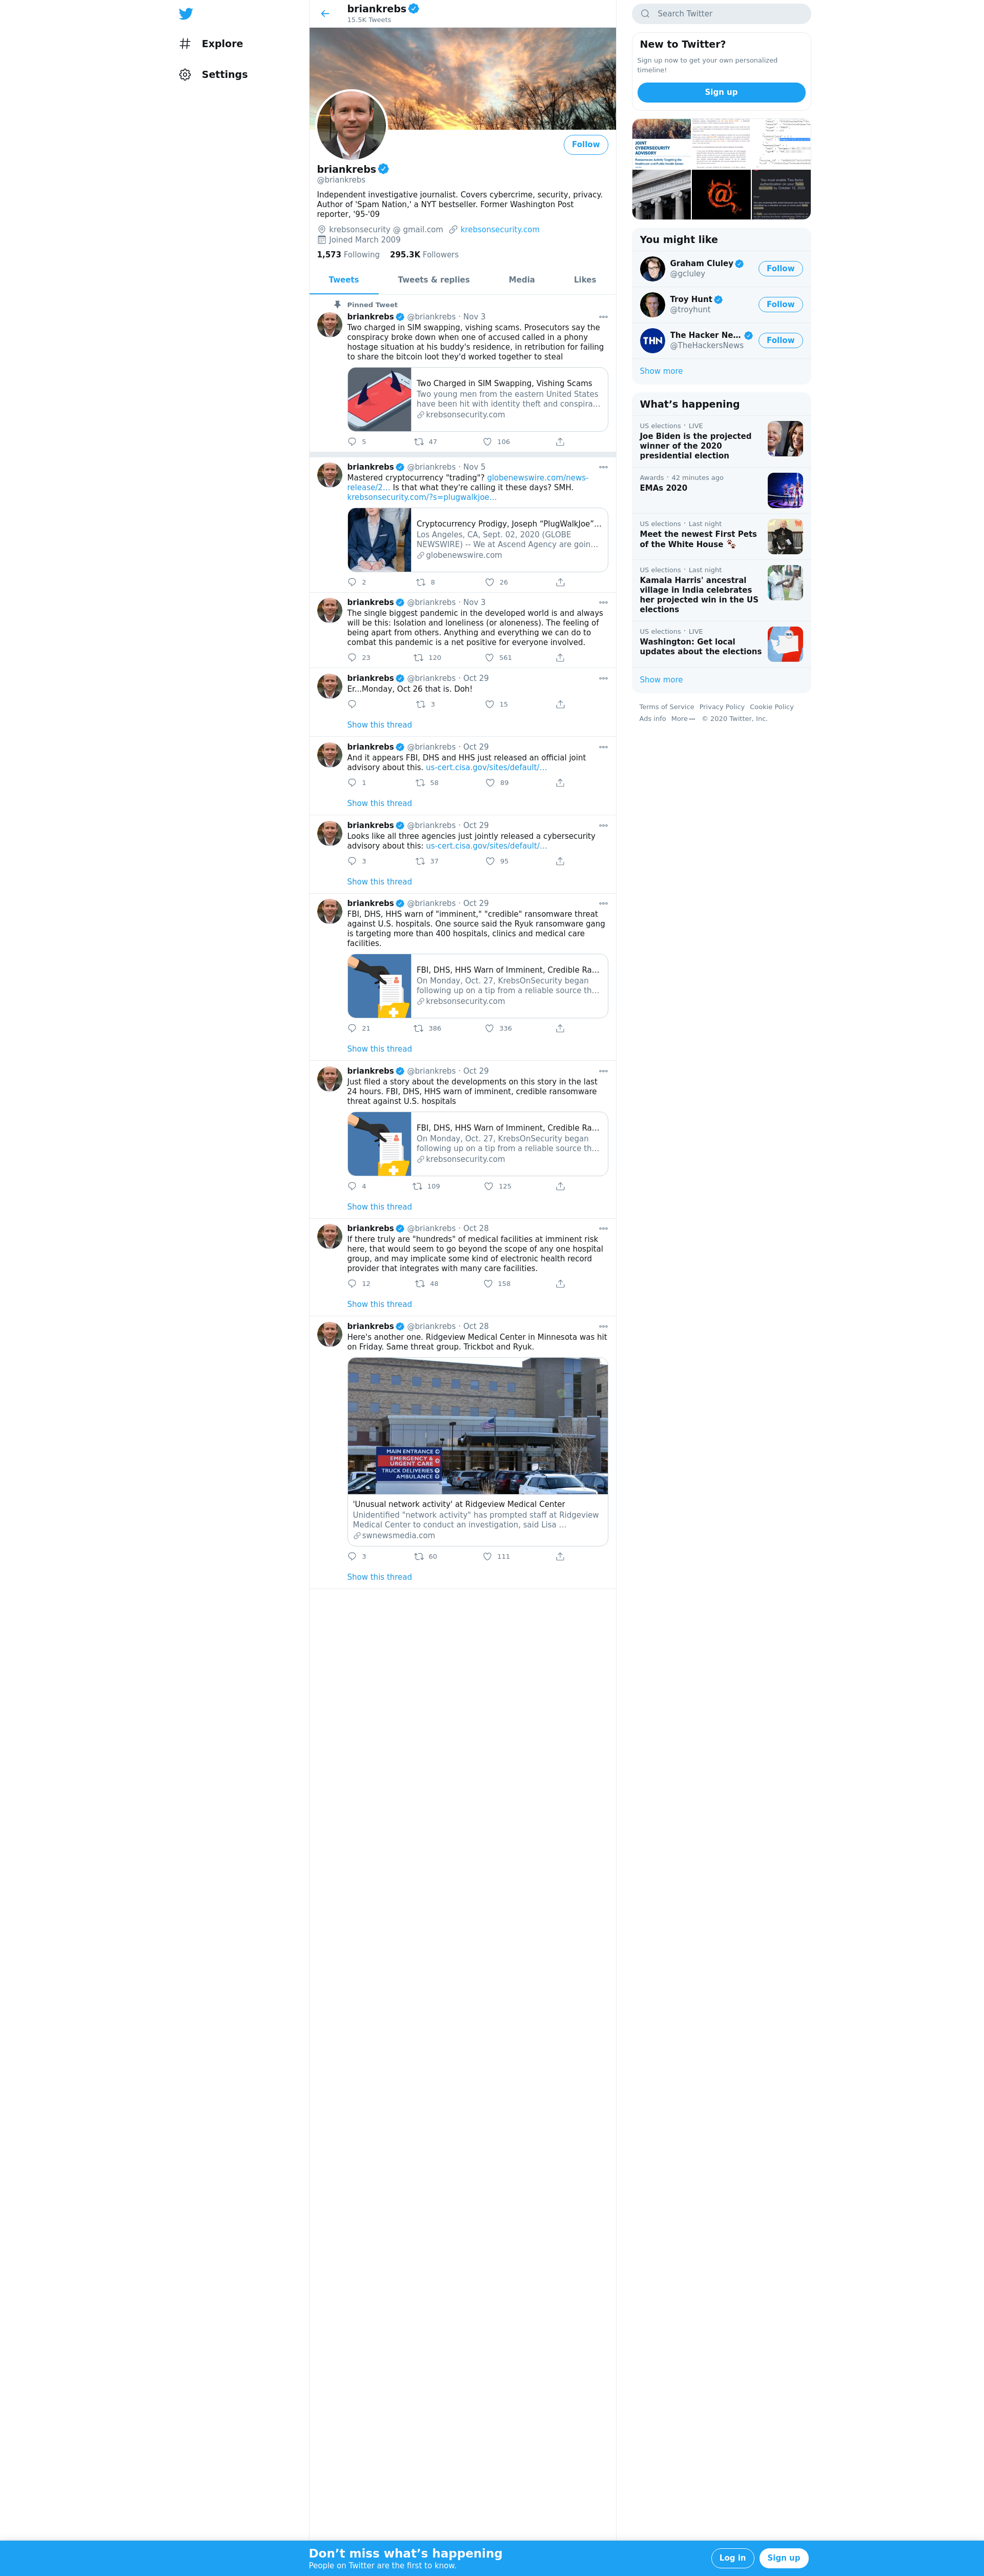 Explore
Settings
briankrebs
15.5K Tweets
Follow
briankrebs
@briankrebs
Independent investigative journalist. Covers cybercrime, security, privacy.
Author of 'Spam Nation,' a NYT bestseller. Former Washington Post
reporter, '95-'09
krebsonsecurity @ gmail.com krebsonsecurity.com
Joined March 2009
1,573 Following 295.3K Followers
Tweets Tweets & replies Media Likes
Pinned Tweet
briankrebs @briankrebs · Nov 3
Two charged in SIM swapping, vishing scams. Prosecutors say the
conspiracy broke down when one of accused called in a phony
hostage situation at his buddy's residence, in retribution for failing
to share the bitcoin loot they'd worked together to steal
Two Charged in SIM Swapping, Vishing Scams
Two young men from the eastern United States
have been hit with identity theft and conspira...
krebsonsecurity.com
5 47 106
briankrebs @briankrebs · Nov 5
Mastered cryptocurrency "trading"? globenewswire.com/news-
release/2... Is that what they're calling it these days? SMH.
krebsonsecurity.com/?s=plugwalkjoe...
Cryptocurrency Prodigy, Joseph "PlugWalkJoe"...
Los Angeles, CA, Sept. 02, 2020 (GLOBE
NEWSWIRE) -- We at Ascend Agency are goin...
globenewswire.com
2 8 26
briankrebs @briankrebs · Nov 3
The single biggest pandemic in the developed world is and always
will be this: Isolation and loneliness (or aloneness). The feeling of
being apart from others. Anything and everything we can do to
combat this pandemic is a net positive for everyone involved.
23 120 561
briankrebs @briankrebs · Oct 29
Er...Monday, Oct 26 that is. Doh!
3 15
Show this thread
briankrebs @briankrebs · Oct 29
And it appears FBI, DHS and HHS just released an official joint
advisory about this. us-cert.cisa.gov/sites/default/...
1 58 89
Show this thread
briankrebs @briankrebs · Oct 29
Looks like all three agencies just jointly released a cybersecurity
advisory about this: us-cert.cisa.gov/sites/default/...
3 37 95
Show this thread
briankrebs @briankrebs · Oct 29
FBI, DHS, HHS warn of "imminent," "credible" ransomware threat
against U.S. hospitals. One source said the Ryuk ransomware gang
is targeting more than 400 hospitals, clinics and medical care
facilities.
FBI, DHS, HHS Warn of Imminent, Credible Ra...
On Monday, Oct. 27, KrebsOnSecurity began
following up on a tip from a reliable source th...
krebsonsecurity.com
21 386 336
Show this thread
briankrebs @briankrebs · Oct 29
Just filed a story about the developments on this story in the last
24 hours. FBI, DHS, HHS warn of imminent, credible ransomware
threat against U.S. hospitals
FBI, DHS, HHS Warn of Imminent, Credible Ra...
On Monday, Oct. 27, KrebsOnSecurity began
following up on a tip from a reliable source th...
krebsonsecurity.com
4 109 125
Show this thread
briankrebs @briankrebs · Oct 28
If there truly are "hundreds" of medical facilities at imminent risk
here, that would seem to go beyond the scope of any one hospital
group, and may implicate some kind of electronic health record
provider that integrates with many care facilities.
12 48 158
Show this thread
briankrebs @briankrebs · Oct 28
Here's another one. Ridgeview Medical Center in Minnesota was hit
on Friday. Same threat group. Trickbot and Ryuk.
MAIN ENTRANCE
EMERGENCY &
URGENT CARE
TRUCK DELIVERIES
AMBULANCE
'Unusual network activity' at Ridgeview Medical Center
Unidentified "network activity" has prompted staff at Ridgeview
Medical Center to conduct an investigation, said Lisa ...
swnewsmedia.com
3 60 111
Show this thread
Search Twitter
New to Twitter?
Sign up now to get your own personalized
timeline!
Sign up
JOINT
CYBERSECURITY
ADVISORY
You might like
Graham Cluley
@gcluley
Follow
Troy Hunt
@troyhunt
Follow
THN
The Hacker Ne...
@TheHackersNews
Follow
Show more
What's happening
US elections · LIVE
Joe Biden is the projected
winner of the 2020
presidential election
Awards · 42 minutes ago
EMAs 2020
US elections · Last night
Meet the newest First Pets
of the White House 🐾
US elections · Last night
Kamala Harris' ancestral
village in India celebrates
her projected win in the US
elections
US elections · LIVE
Washington: Get local
updates about the elections
Show more
Terms of Service Privacy Policy Cookie Policy
Ads info More © 2020 Twitter, Inc.
Don't miss what's happening
People on Twitter are the first to know.
Log in
Sign up